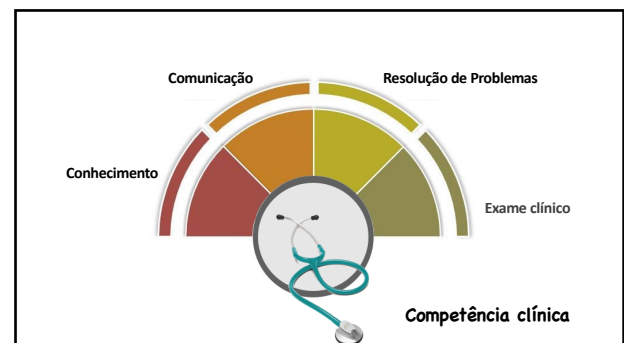 Comunicação
Resolução de Problemas
Conhecimento
Exame clínico
Competência clínica